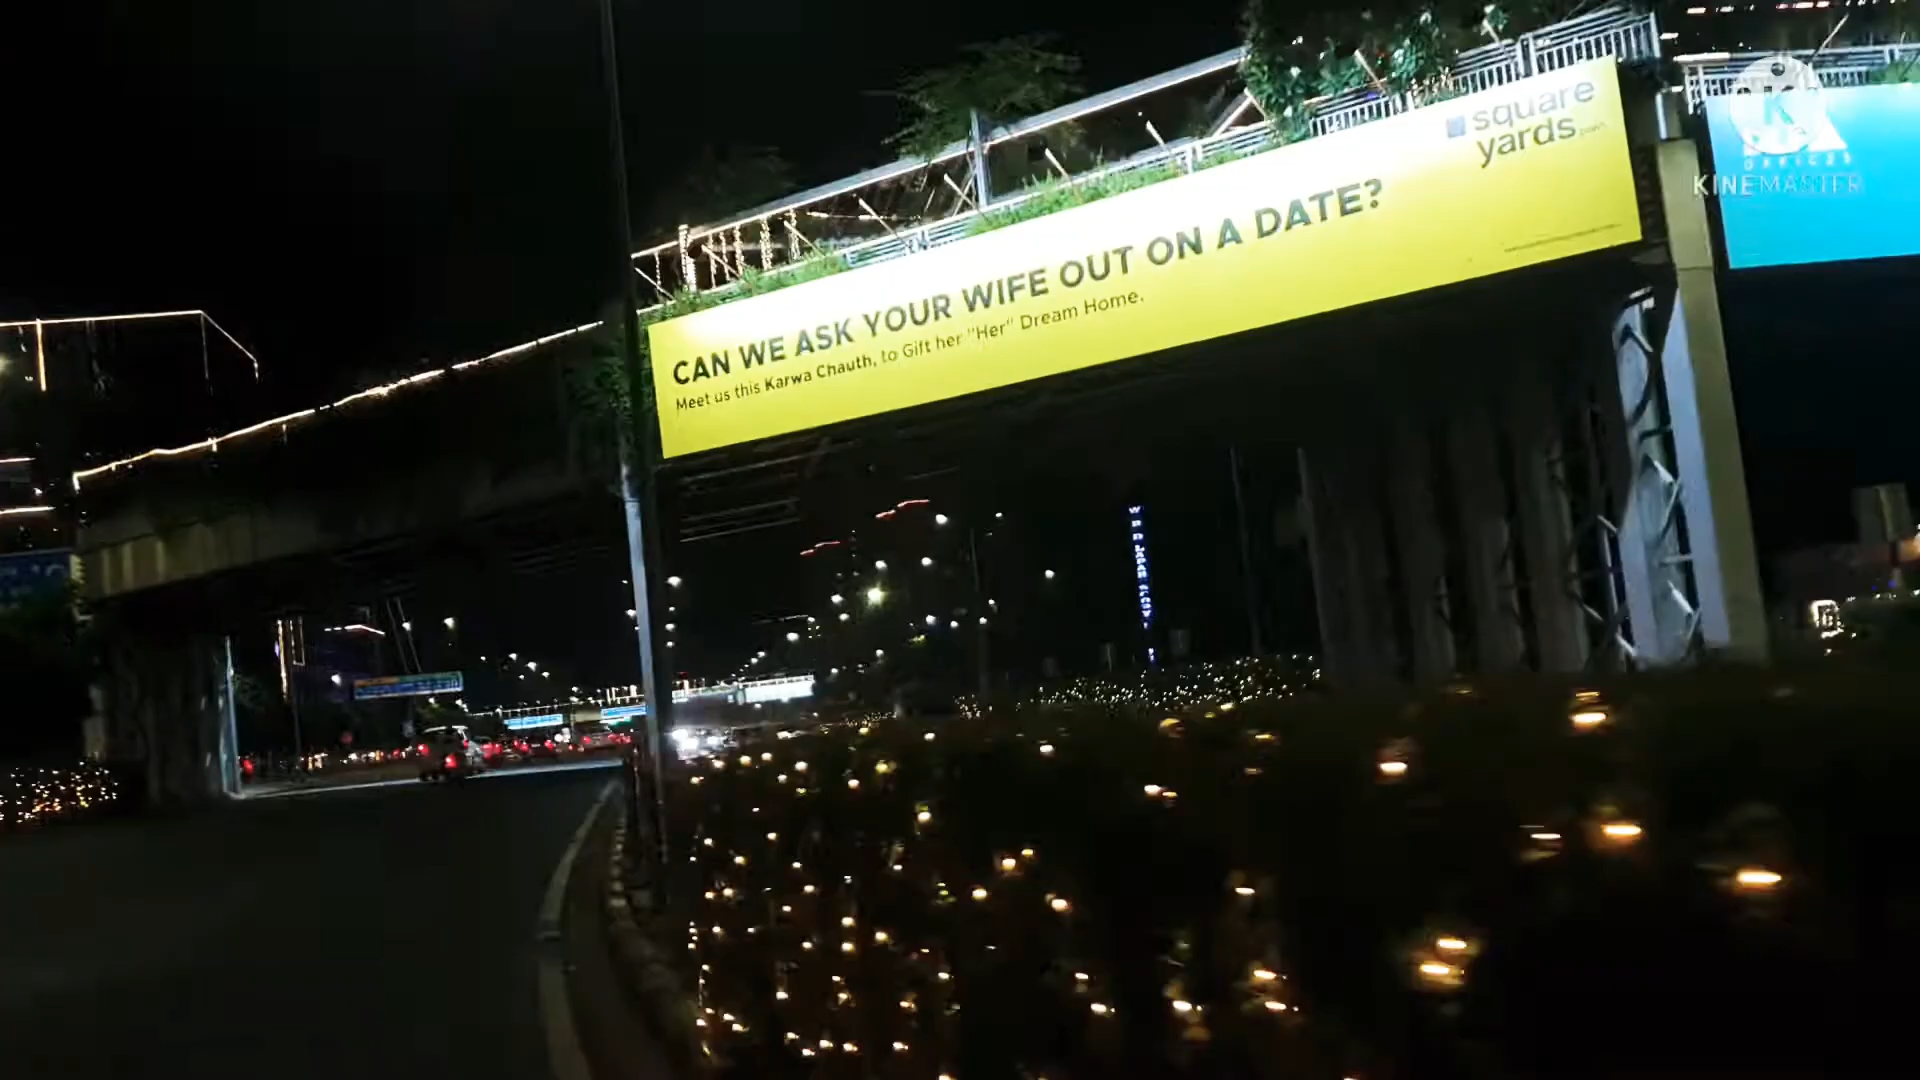 square
yards
CAN WE ASK YOUR WIFE OUT ON A DATE?
Meet us this Karwa Chauth, to Gift her "Her" Dream Home.
OFFICES
KINEMASTER